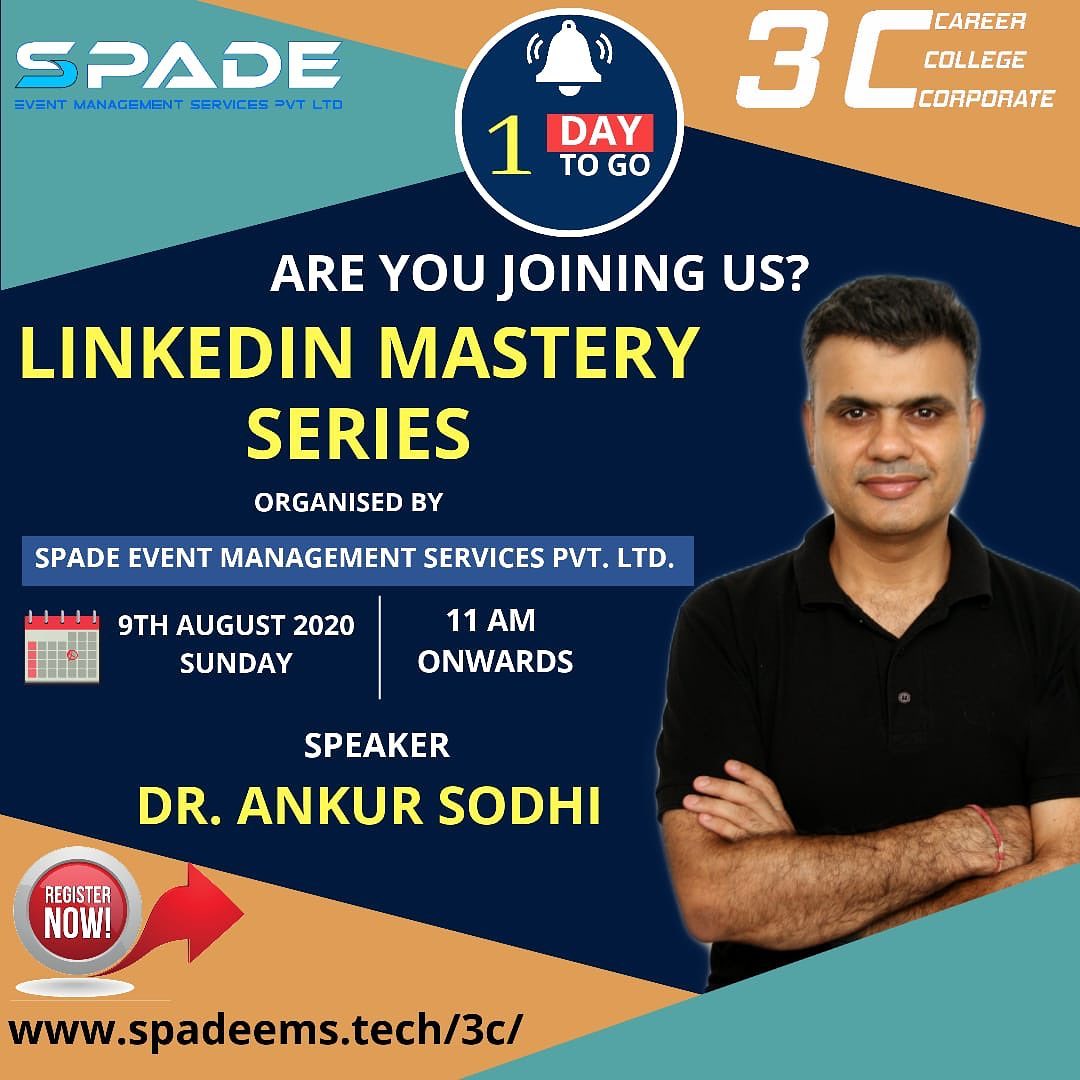 SPADE
EVENT MANAGEMENT SERVICES PVT LTD
1 DAY
TO GO
3C CAREER
COLLEGE
CORPORATE
ARE YOU JOINING US?
LINKEDIN MASTERY
SERIES
ORGANISED BY
SPADE EVENT MANAGEMENT SERVICES PVT. LTD.
9TH AUGUST 2020
SUNDAY
11 AM
ONWARDS
SPEAKER
DR. ANKUR SODHI
REGISTER
NOW!
www.spadeems.tech/3c/